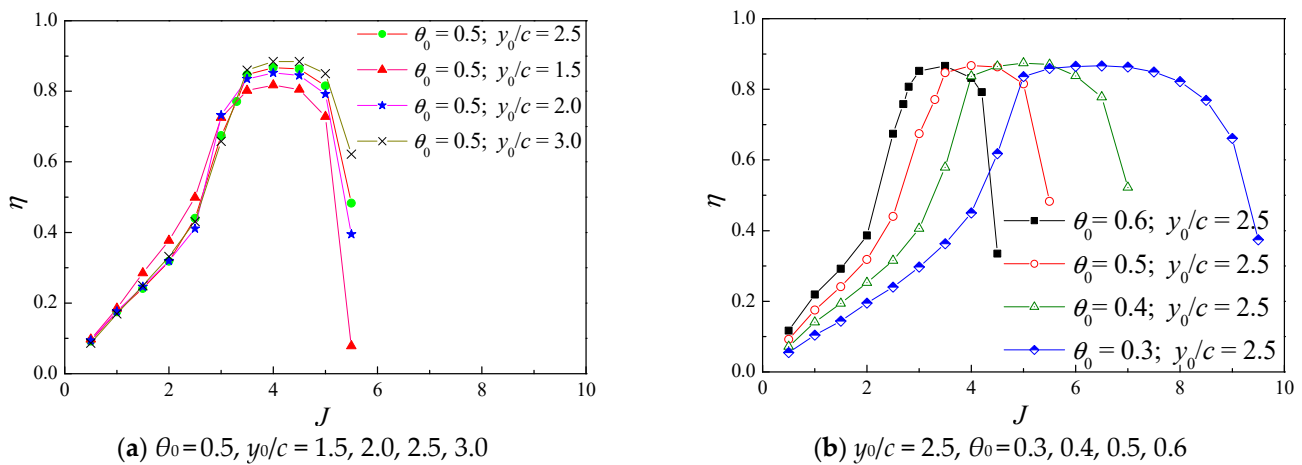 1.0
0.8
0.6
0.4
0.2
0.0
η
0 2 4 6 8 10
J
θ₀ = 0.5; y₀/c = 2.5
θ₀ = 0.5; y₀/c = 1.5
θ₀ = 0.5; y₀/c = 2.0
θ₀ = 0.5; y₀/c = 3.0
(a) θ₀ = 0.5, y₀/c = 1.5, 2.0, 2.5, 3.0
1.0
0.8
0.6
0.4
0.2
0.0
η
0 2 4 6 8 10
J
θ₀ = 0.6; y₀/c = 2.5
θ₀ = 0.5; y₀/c = 2.5
θ₀ = 0.4; y₀/c = 2.5
θ₀ = 0.3; y₀/c = 2.5
(b) y₀/c = 2.5, θ₀ = 0.3, 0.4, 0.5, 0.6